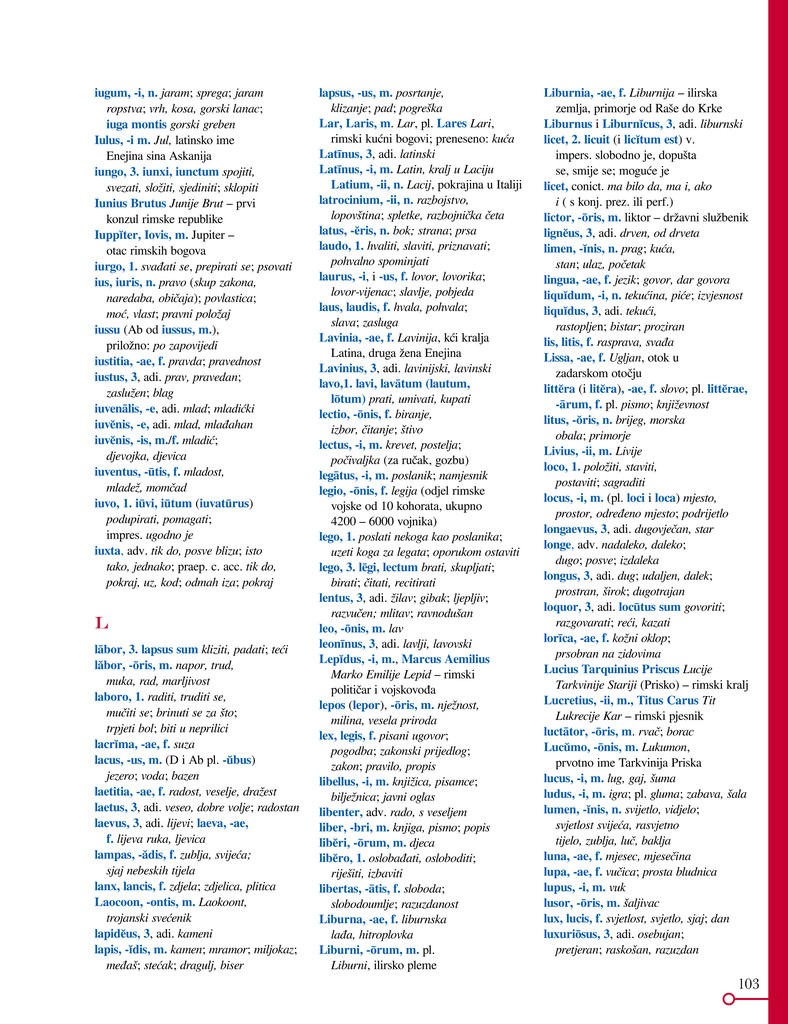 iugum, -i, n. jaram; sprega; jaram
ropstva; vrh, kosa, gorski lanac;
iuga montis gorski greben
Iulus, -i m. Jul, latinsko ime
Enejina sina Askanija
iungo, 3. iunxi, iunctum spojiti,
svezati, složiti, sjediniti; sklopiti
Iunius Brutus Junije Brut – prvi
konzul rimske republike
Iuppĭter, Iovis, m. Jupiter –
otac rimskih bogova
iurgo, 1. svađati se, prepirati se; psovati
ius, iuris, n. pravo (skup zakona,
naredaba, običaja); povlastica;
moć, vlast; pravni položaj
iussu (Ab od iussus, m.),
priložno: po zapovijedi
iustitia, -ae, f. pravda; pravednost
iustus, 3, adi. prav, pravedan;
zaslužen; blag
iuvenālis, -e, adi. mlad; mladićki
iuvĕnis, -e, adi. mlad, mlađahan
iuvĕnis, -is, m./f. mladić;
djevojka, djevica
iuventus, -ūtis, f. mladost,
mladež, momčad
iuvo, 1. iūvi, iūtum (iuvatūrus)
podupirati, pomagati;
impres. ugodno je
iuxta, adv. tik do, posve blizu; isto
tako, jednako; praep. c. acc. tik do,
pokraj, uz, kod; odmah iza; pokraj
L
lābor, 3. lapsus sum kliziti, padati; teći
lăbor, -ōris, m. napor, trud,
muka, rad, marljivost
laboro, 1. raditi, truditi se,
mučiti se; brinuti se za što;
trpjeti bol; biti u neprilici
lacrĭma, -ae, f. suza
lacus, -us, m. (D i Ab pl. -ŭbus)
jezero; voda; bazen
laetitia, -ae, f. radost, veselje, dražest
laetus, 3, adi. veseo, dobre volje; radostan
laevus, 3, adi. lijevi; laeva, -ae,
f. lijeva ruka, ljevica
lampas, -ădis, f. zublja, svijeća;
sjaj nebeskih tijela
lanx, lancis, f. zdjela; zdjelica, plitica
Laocoon, -ontis, m. Laokoont,
trojanski svećenik
lapidĕus, 3, adi. kameni
lapis, -ĭdis, m. kamen; mramor; miljokaz;
međaš; stećak; dragulj, biser
lapsus, -us, m. posrtanje,
klizanje; pad; pogreška
Lar, Laris, m. Lar, pl. Lares Lari,
rimski kućni bogovi; preneseno: kuća
Latīnus, 3, adi. latinski
Latīnus, -i, m. Latin, kralj u Laciju
Latium, -ii, n. Lacij, pokrajina u Italiji
latrocinium, -ii, n. razbojstvo,
lopovština; spletke, razbojnička četa
latus, -ĕris, n. bok; strana; prsa
laudo, 1. hvaliti, slaviti, priznavati;
pohvalno spominjati
laurus, -i, i -us, f. lovor, lovorika;
lovor-vijenac; slavlje, pobjeda
laus, laudis, f. hvala, pohvala;
slava; zasluga
Lavinia, -ae, f. Lavinija, kći kralja
Latina, druga žena Enejina
Lavinius, 3, adi. lavinijski, lavinski
lavo,1. lavi, lavātum (lautum,
lōtum) prati, umivati, kupati
lectio, -ōnis, f. biranje,
izbor, čitanje; štivo
lectus, -i, m. krevet, postelja;
počivaljka (za ručak, gozbu)
legātus, -i, m. poslanik; namjesnik
legio, -ōnis, f. legija (odjel rimske
vojske od 10 kohorata, ukupno
4200 – 6000 vojnika)
lego, 1. poslati nekoga kao poslanika;
uzeti koga za legata; oporukom ostaviti
lego, 3. lēgi, lectum brati, skupljati;
birati; čitati, recitirati
lentus, 3, adi. žilav; gibak; ljepljiv;
razvučen; mlitav; ravnodušan
leo, -ōnis, m. lav
leonīnus, 3, adi. lavlji, lavovski
Lepĭdus, -i, m., Marcus Aemilius
Marko Emilije Lepid – rimski
političar i vojskovođa
lepos (lepor), -ōris, m. nježnost,
milina, vesela priroda
lex, legis, f. pisani ugovor;
pogodba; zakonski prijedlog;
zakon; pravilo, propis
libellus, -i, m. knjižica, pisamce;
bilježnica; javni oglas
libenter, adv. rado, s veseljem
liber, -bri, m. knjiga, pismo; popis
libĕri, -ōrum, m. djeca
libĕro, 1. oslobađati, osloboditi;
riješiti, izbaviti
libertas, -ātis, f. sloboda;
slobodoumlje; razuzdanost
Liburna, -ae, f. liburnska
lađa, hitroplovka
Liburni, -ōrum, m. pl.
Liburni, ilirsko pleme
Liburnia, -ae, f. Liburnija – ilirska
zemlja, primorje od Raše do Krke
Liburnus i Liburnĭcus, 3, adi. liburnski
licet, 2. licuit (i licĭtum est) v.
impers. slobodno je, dopušta
se, smije se; moguće je
licet, conict. ma bilo da, ma i, ako
i ( s konj. prez. ili perf.)
lictor, -ōris, m. liktor – državni službenik
lignĕus, 3, adi. drven, od drveta
limen, -ĭnis, n. prag; kuća,
stan; ulaz, početak
lingua, -ae, f. jezik; govor, dar govora
liquĭdum, -i, n. tekućina, piće; izvjesnost
liquĭdus, 3, adi. tekući,
rastopljen; bistar; proziran
lis, litis, f. rasprava, svađa
Lissa, -ae, f. Ugljan, otok u
zadarskom otočju
littĕra (i litĕra), -ae, f. slovo; pl. littĕrae,
-ārum, f. pl. pismo; književnost
litus, -ŏris, n. brijeg, morska
obala; primorje
Livius, -ii, m. Livije
loco, 1. položiti, staviti,
postaviti; sagraditi
locus, -i, m. (pl. loci i loca) mjesto,
prostor, određeno mjesto; podrijetlo
longaevus, 3, adi. dugovječan, star
longe, adv. nadaleko, daleko;
dugo; posve; izdaleka
longus, 3, adi. dug; udaljen, dalek;
prostran, širok; dugotrajan
loquor, 3, adi. locūtus sum govoriti;
razgovarati; reći, kazati
lorīca, -ae, f. kožni oklop;
prsobran na zidovima
Lucius Tarquinius Priscus Lucije
Tarkvinije Stariji (Prisko) – rimski kralj
Lucretius, -ii, m., Titus Carus Tit
Lukrecije Kar – rimski pjesnik
luctātor, -ōris, m. rvač; borac
Lucŭmo, -ōnis, m. Lukumon,
prvotno ime Tarkvinija Priska
lucus, -i, m. lug, gaj, šuma
ludus, -i, m. igra; pl. gluma; zabava, šala
lumen, -ĭnis, n. svijetlo, vidjelo;
svjetlost svijeća, rasvjetno
tijelo, zublja, luč, baklja
luna, -ae, f. mjesec, mjesečina
lupa, -ae, f. vučica; prosta bludnica
lupus, -i, m. vuk
lusor, -ōris, m. šaljivac
lux, lucis, f. svjetlost, svjetlo, sjaj; dan
luxuriōsus, 3, adi. osebujan;
pretjeran; raskošan, razuzdan
103